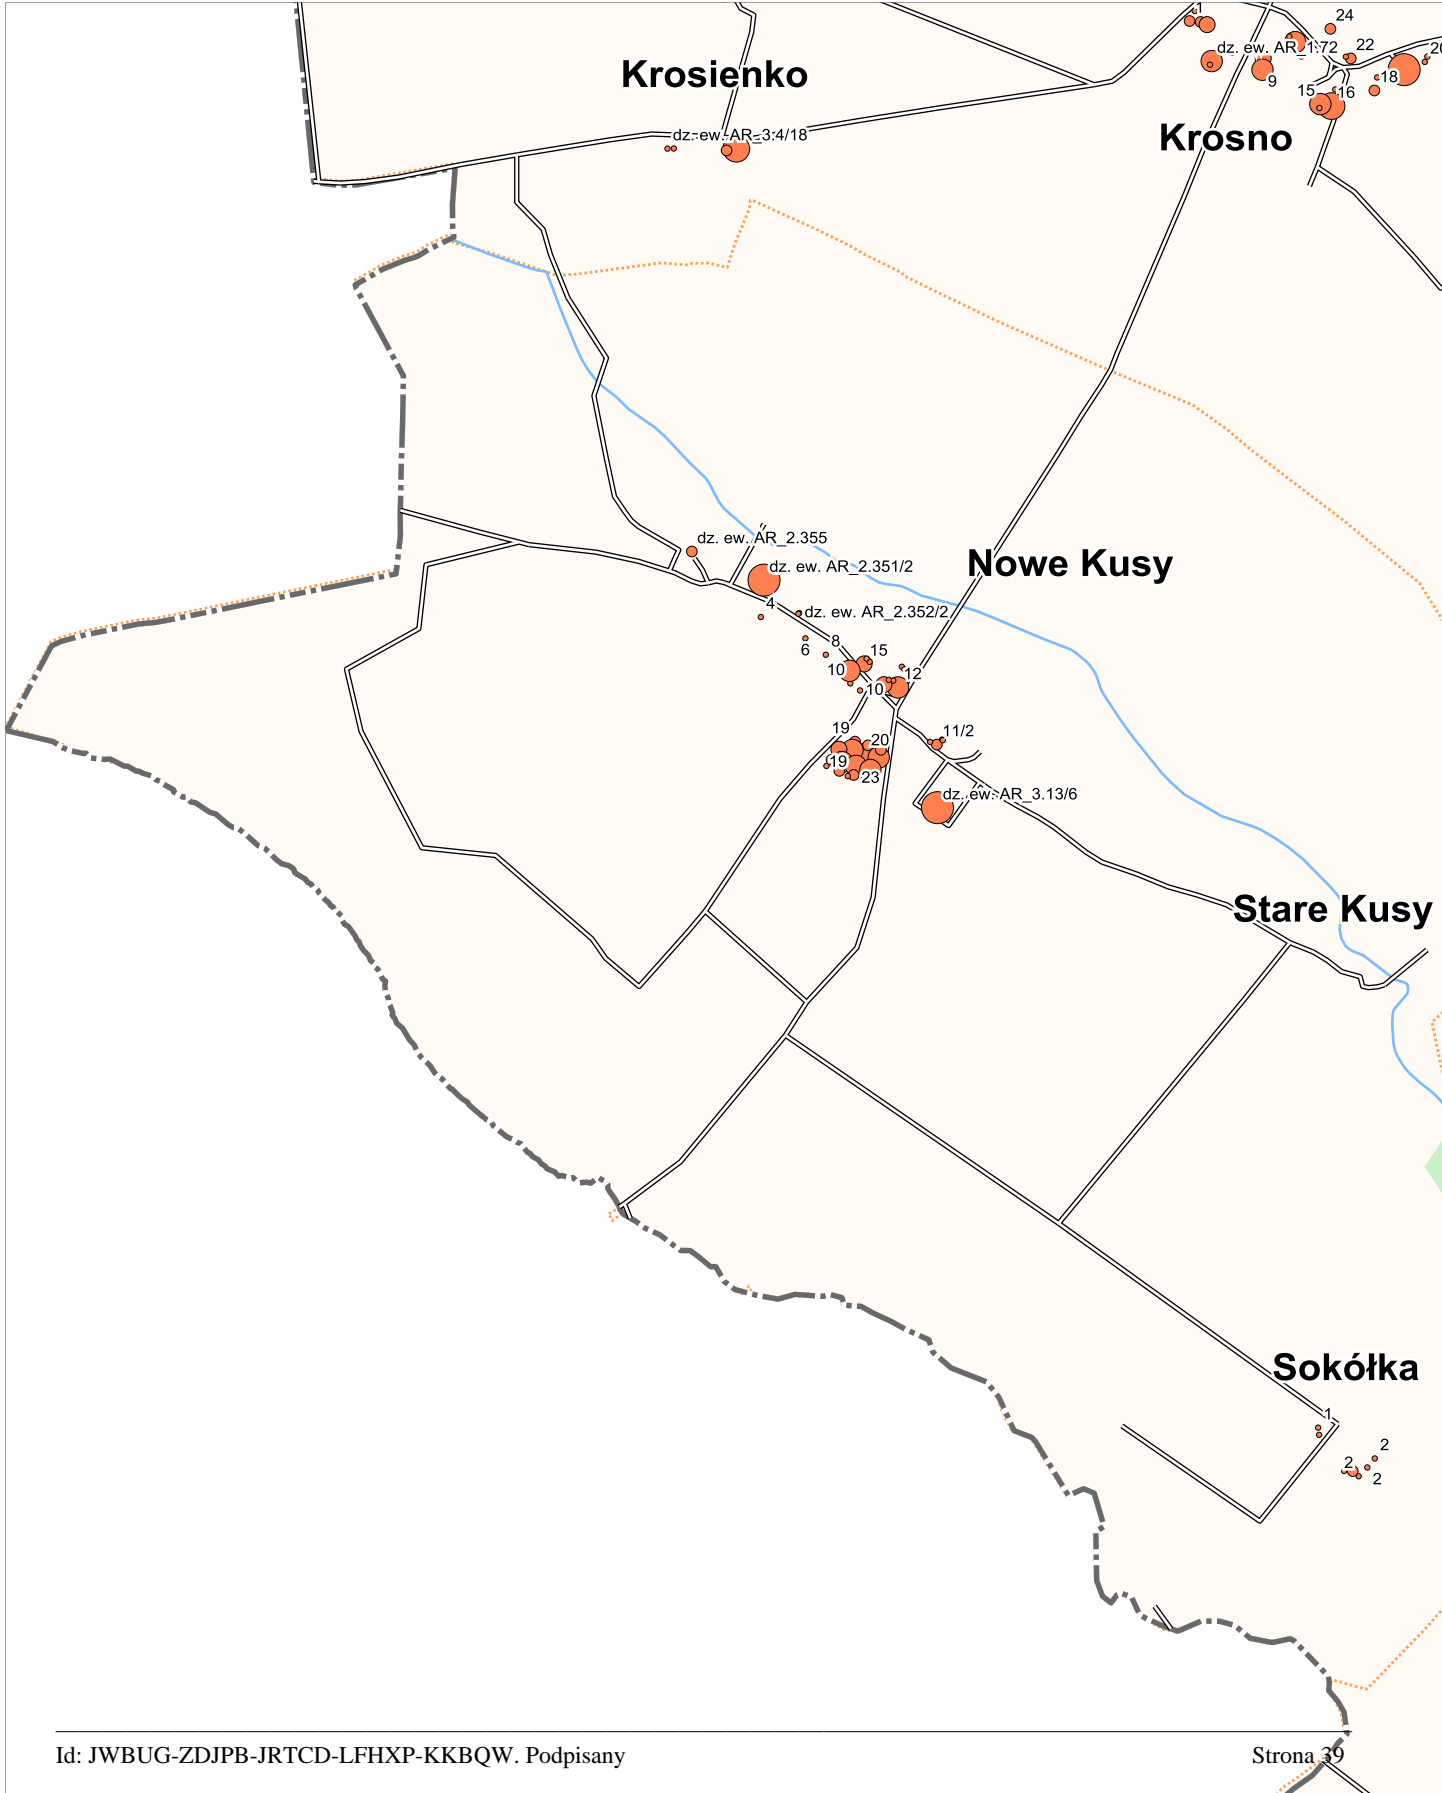 1
24
dz. ew. AR_1.72
22
20
Krosienko
9
18
15
16
dz. ew. AR_3.4/18
Krosno
dz. ew. AR_2.355
dz. ew. AR_2.351/2
Nowe Kusy
4
dz. ew. AR_2.352/2
6
8
15
10
10
12
19
20
11/2
19
23
dz. ew. AR_3.13/6
Stare Kusy
Sokółka
1
2
2
2
Id: JWBUG-ZDJPB-JRTCD-LFHXP-KKBQW. Podpisany
Strona 39